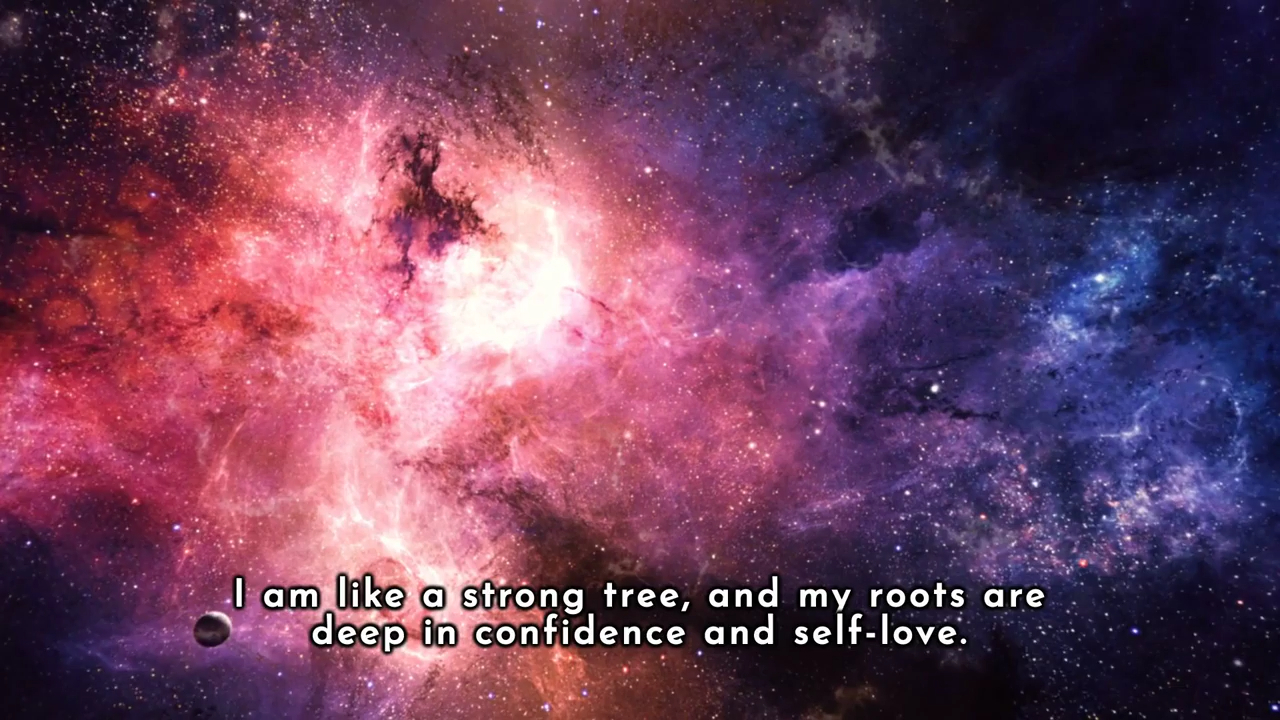 I am like a strong tree, and my roots are
deep in confidence and self-love.